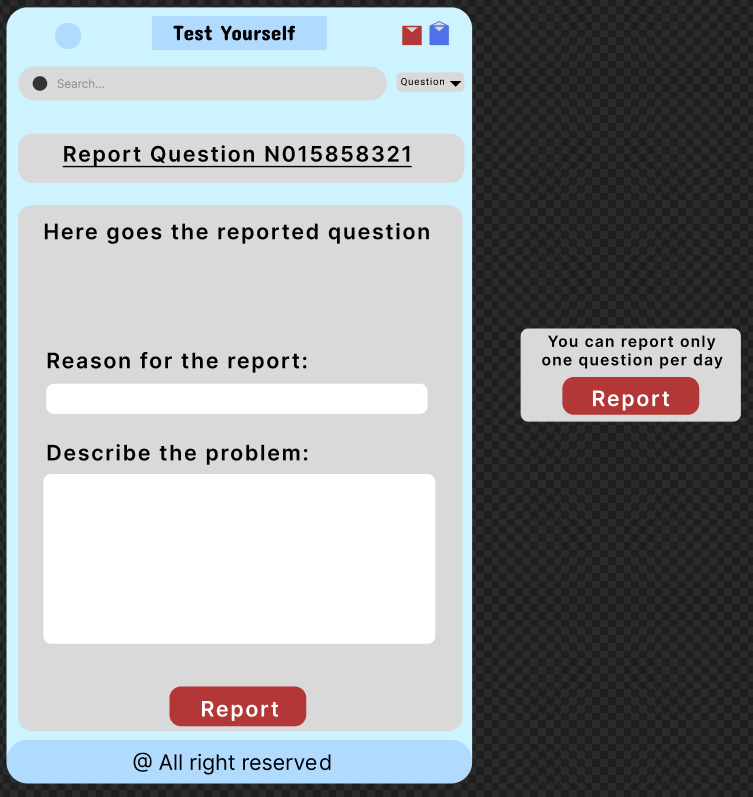 Test Yourself
Search...
Question
Report Question N015858321
Here goes the reported question
Reason for the report:
Describe the problem:
Report
@ All right reserved
You can report only
one question per day
Report